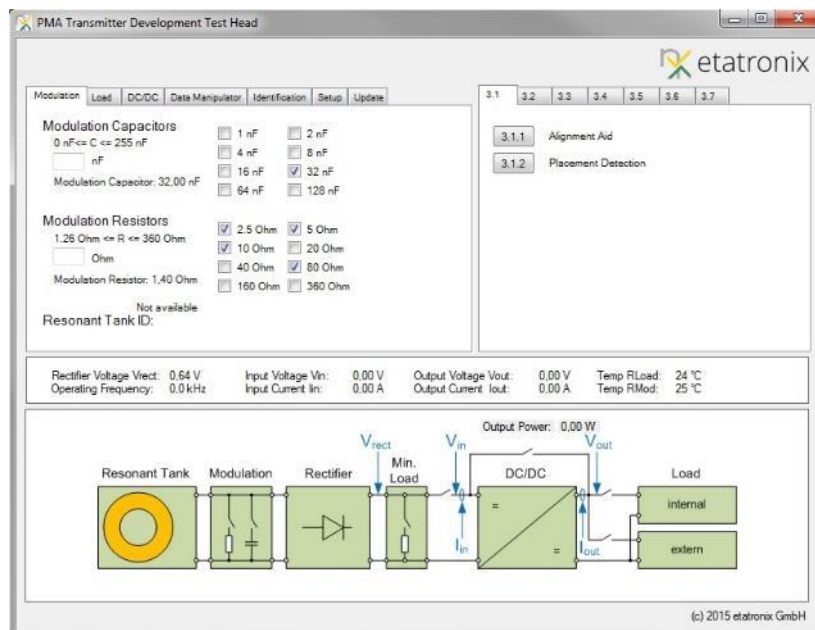 PMA Transmitter Development Test Head
etatronix
Modulation Load DC/DC Data Manipulator Identification Setup Update
3.1 3.2 3.3 3.4 3.5 3.6 3.7
Modulation Capacitors
0 nF<= C <= 255 nF
nF
Modulation Capacitor: 32,00 nF
1 nF 2 nF
4 nF 8 nF
16 nF 32 nF
64 nF 128 nF
Modulation Resistors
1.26 Ohm <= R <= 360 Ohm
Ohm
Modulation Resistor: 1,40 Ohm
2.5 Ohm 5 Ohm
10 Ohm 20 Ohm
40 Ohm 80 Ohm
160 Ohm 360 Ohm
Not available
Resonant Tank ID:
3.1.1 Alignment Aid
3.1.2 Placement Detection
Rectifier Voltage Vrect: 0,64 V Input Voltage Vin: 0,00 V Output Voltage Vout: 0,00 V Temp RLoad: 24 °C
Operating Frequency: 0.0 kHz Input Current Iin: 0,00 A Output Current Iout: 0,00 A Temp RMod: 25 °C
Output Power: 0,00 W
Vrect Vin Vout
Resonant Tank Modulation Rectifier Min. Load DC/DC Load
internal
=
=
extern
Iin Iout
(c) 2015 etatronix GmbH